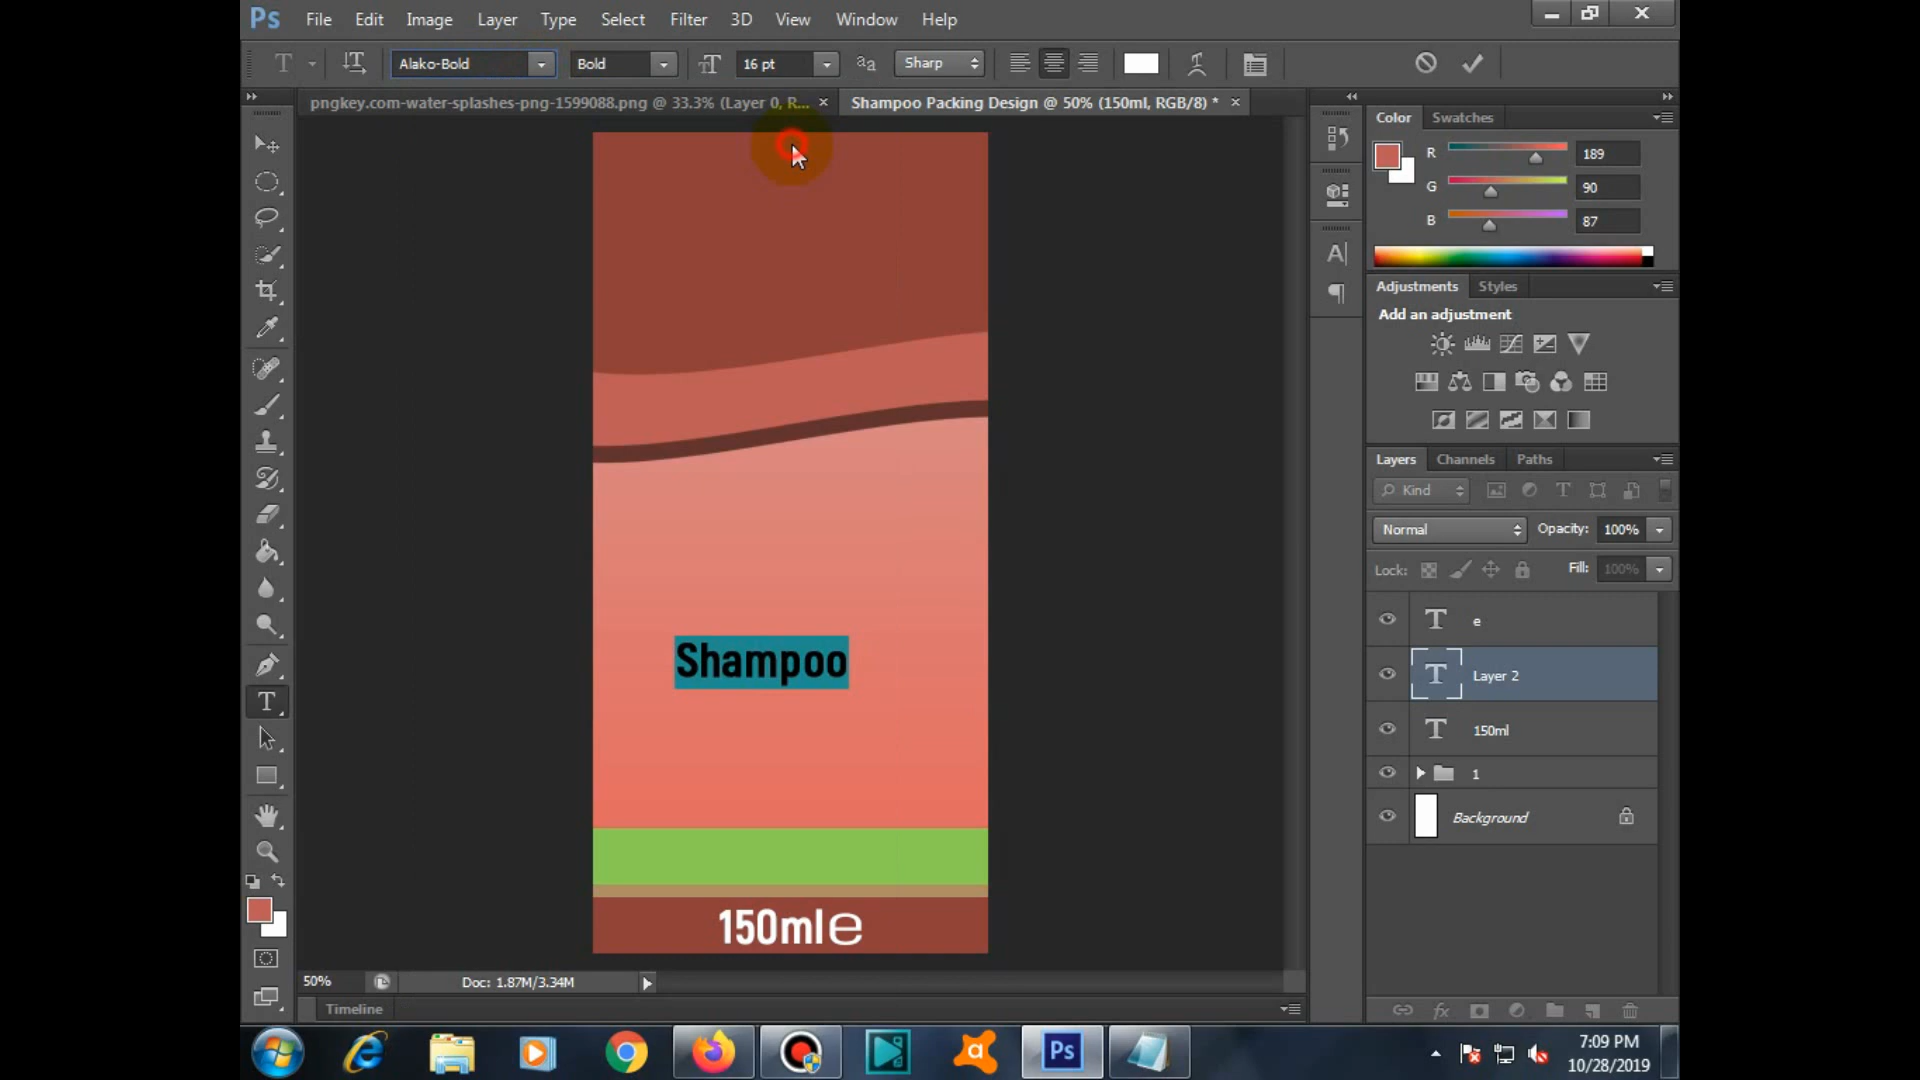 Ps File Edit Image Layer Type Select Filter 3D View Window Help
T Alako-Bold Bold 16 pt aa Sharp
pngkey.com-water-splashes-png-1599088.png @ 33.3% (Layer 0, R... × Shampoo Packing Design @ 50% (150ml, RGB/8) * ×
Color Swatches
R 189
G 90
B 87
Adjustments Styles
Add an adjustment
Layers Channels Paths
Kind
Normal Opacity: 100%
Lock: Fill: 100%
e
Layer 2
150ml
1
Background
Shampoo
150ml e
50% Doc: 1.87M/3.34M
Timeline
Ps
7:09 PM
10/28/2019